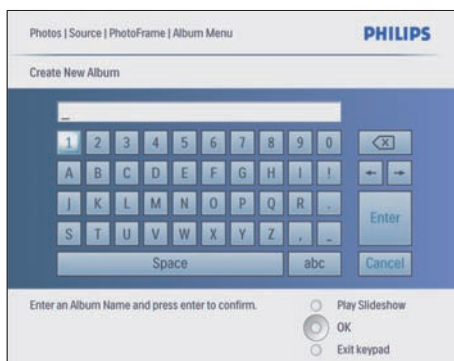 Photos | Source | PhotoFrame | Album Menu
PHILIPS
Create New Album
_
1 2 3 4 5 6 7 8 9 0
A B C D E F G H I !
J K L M N O P Q R .
Enter
S T U V W X Y Z , _
Space abc Cancel
Enter an Album Name and press enter to confirm.
Play Slideshow
OK
Exit keypad